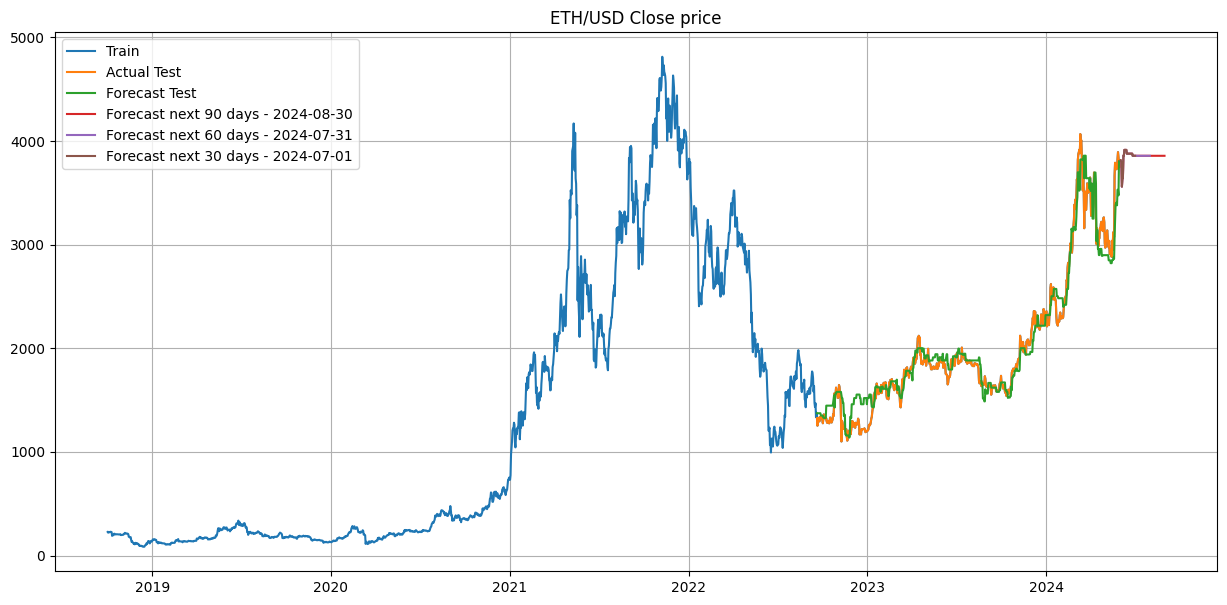 ETH/USD Close price
5000
4000
3000
2000
1000
0
Train
Actual Test
Forecast Test
Forecast next 90 days - 2024-08-30
Forecast next 60 days - 2024-07-31
Forecast next 30 days - 2024-07-01
2019 2020 2021 2022 2023 2024